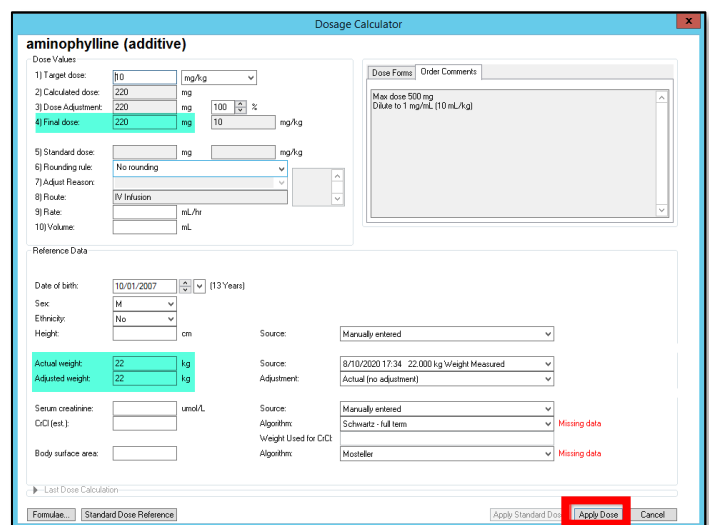 Dosage Calculator
x
aminophylline (additive)
Dose Values
1) Target dose: 10 mg/kg
2) Calculated dose: 220 mg
3) Dose Adjustment: 220 mg 100 %
4) Final dose: 220 mg 10 mg/kg
5) Standard dose: mg mg/kg
6) Rounding rule: No rounding
7) Adjust Reason:
8) Route: IV Infusion
9) Rate: mL/hr
10) Volume: mL
Dose Forms Order Comments
Max dose 500 mg
Dilute to 1 mg/mL (10 mL/kg)
Reference Data
Date of birth: 10/01/2007 (13 Years)
Sex: M
Ethnicity: No
Height: cm Source: Manually entered
Actual weight: 22 kg Source: 8/10/2020 17:34 22.000 kg Weight Measured
Adjusted weight: 22 kg Adjustment: Actual (no adjustment)
Serum creatinine: umol/L Source: Manually entered
CrCl (est.): Algorithm: Schwartz - full term Missing data
Weight Used for CrCl:
Body surface area: Algorithm: Mosteller Missing data
Last Dose Calculation
Formulae... Standard Dose Reference Apply Standard Apply Dose Cancel